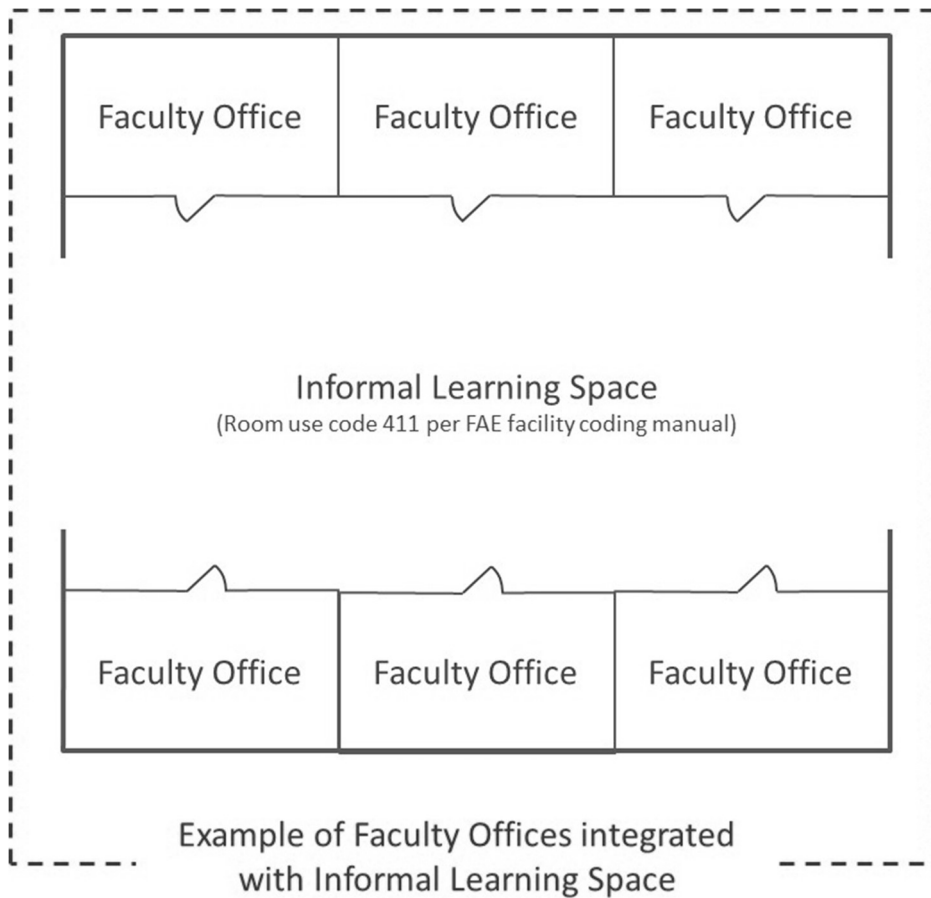 Faculty Office Faculty Office Faculty Office
Informal Learning Space
(Room use code 411 per FAE facility coding manual)
Faculty Office Faculty Office Faculty Office
Example of Faculty Offices integrated
with Informal Learning Space